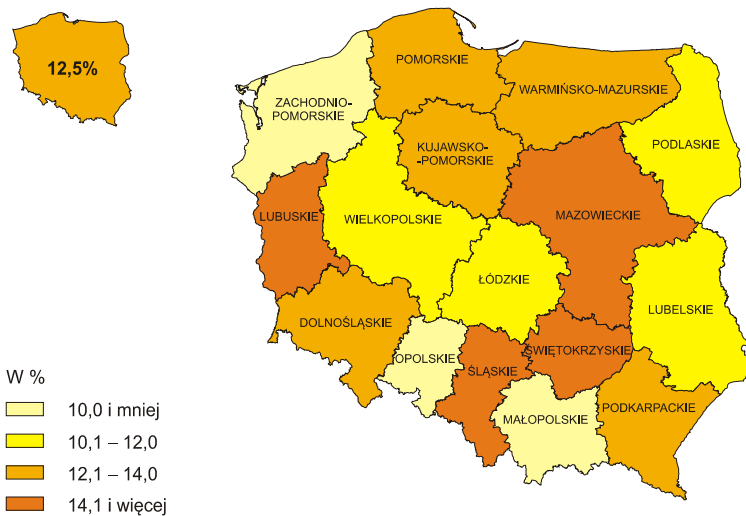 12,5%
POMORSKIE
WARMIŃSKO-MAZURSKIE
ZACHODNIO-
POMORSKIE
PODLASKIE
KUJAWSKO-
-POMORSKIE
LUBUSKIE
WIELKOPOLSKIE
MAZOWIECKIE
ŁÓDZKIE
LUBELSKIE
DOLNOŚLĄSKIE
OPOLSKIE
ŚLĄSKIE
ŚWIĘTOKRZYSKIE
MAŁOPOLSKIE
PODKARPACKIE
W %
10,0 i mniej
10,1 – 12,0
12,1 – 14,0
14,1 i więcej